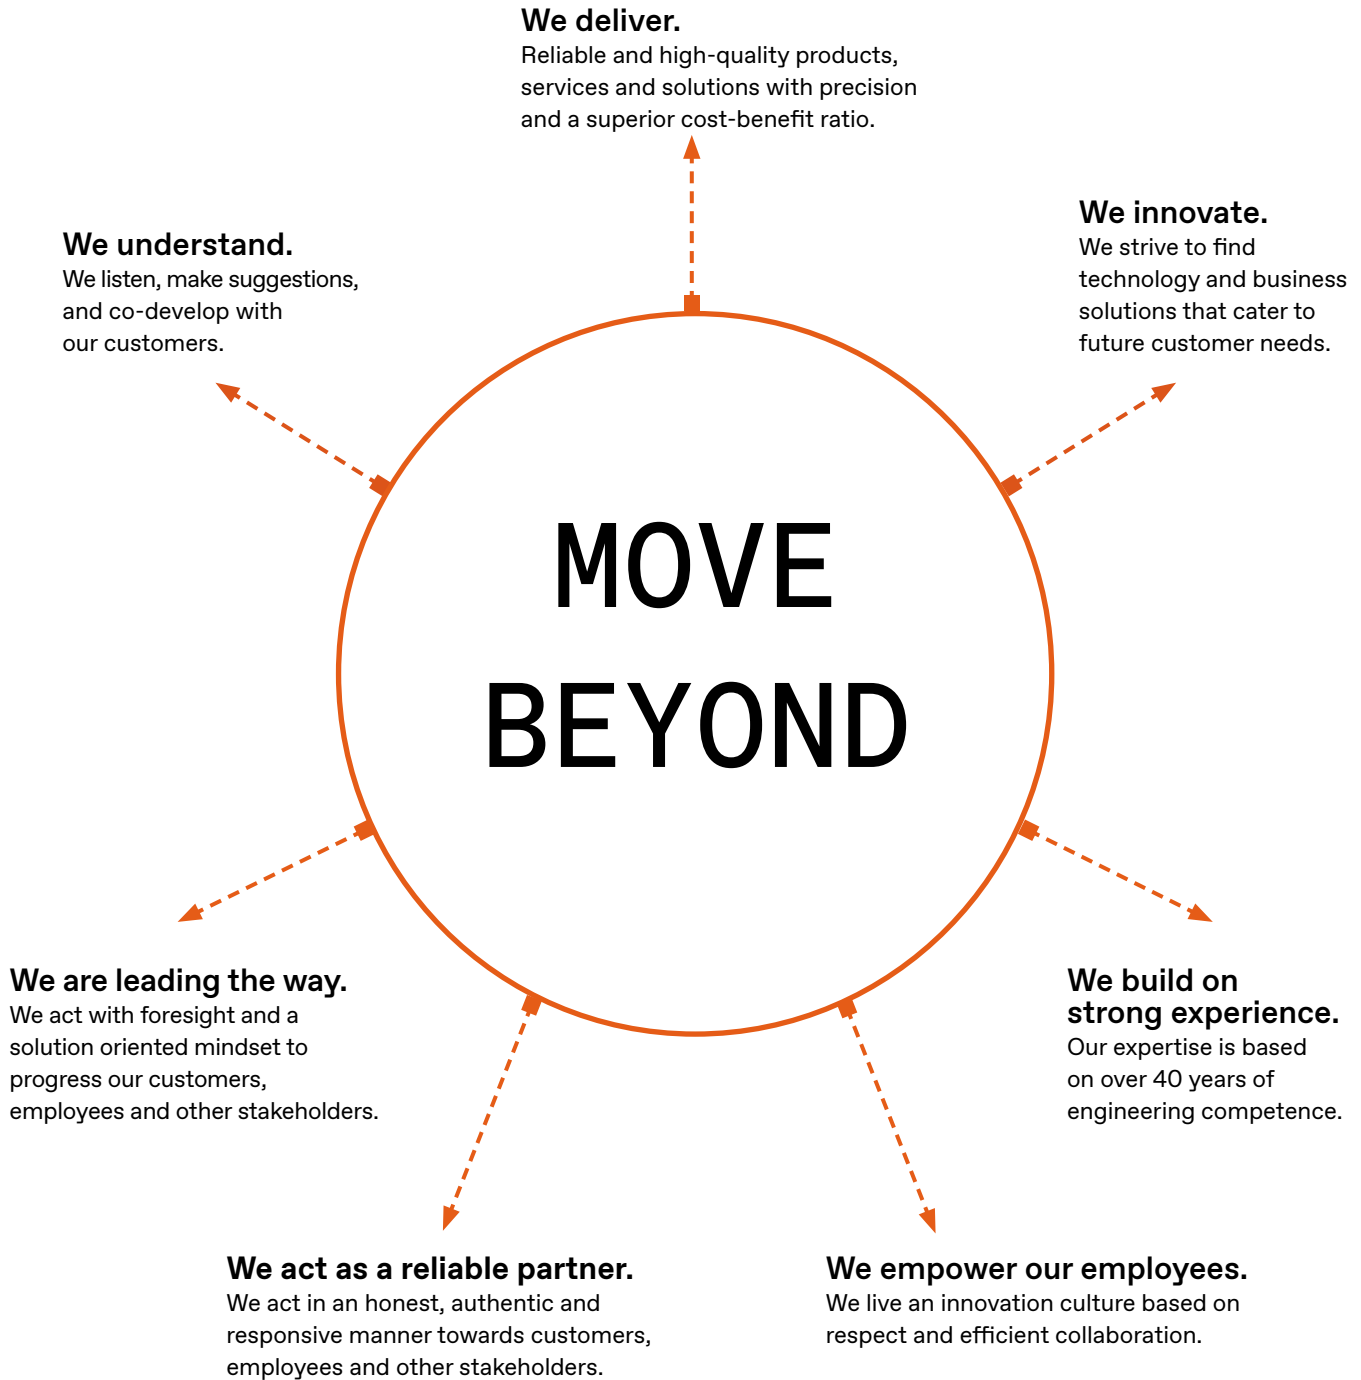 We deliver.
Reliable and high-quality products,
services and solutions with precision
and a superior cost-benefit ratio.
We innovate.
We strive to find
technology and business
solutions that cater to
future customer needs.
We understand.
We listen, make suggestions,
and co-develop with
our customers.
MOVE
BEYOND
We are leading the way.
We act with foresight and a
solution oriented mindset to
progress our customers,
employees and other stakeholders.
We build on
strong experience.
Our expertise is based
on over 40 years of
engineering competence.
We act as a reliable partner.
We act in an honest, authentic and
responsive manner towards customers,
employees and other stakeholders.
We empower our employees.
We live an innovation culture based on
respect and efficient collaboration.